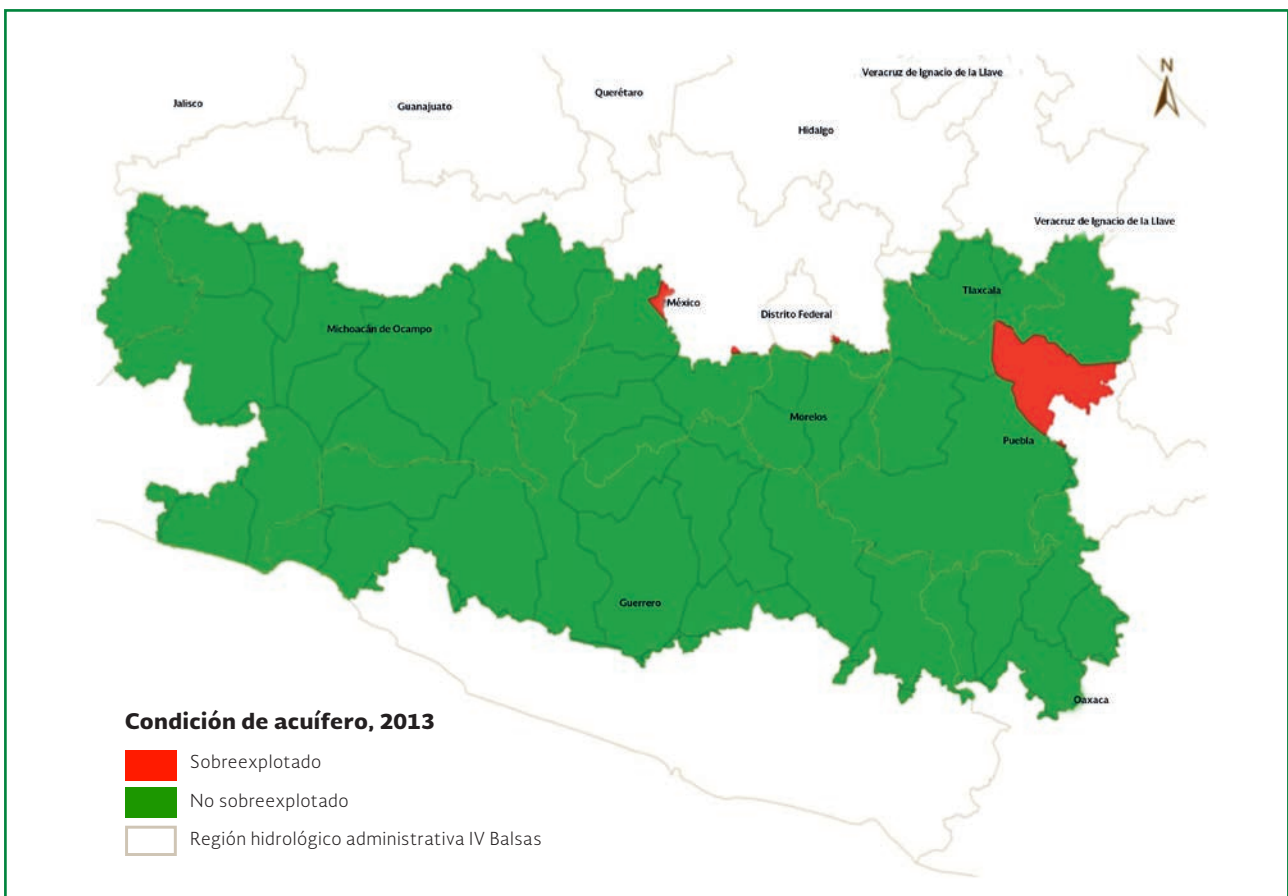 Veracruz de Ignacio de la Llave
N
Jalisco
Guanajuato
Querétaro
Hidalgo
Veracruz de Ignacio de la Llave
Tlaxcala
México
Distrito Federal
Michoacán de Ocampo
Morelos
Puebla
Guerrero
Oaxaca
Condición de acuífero, 2013
Sobreexplotado
No sobreexplotado
Región hidrológico administrativa IV Balsas